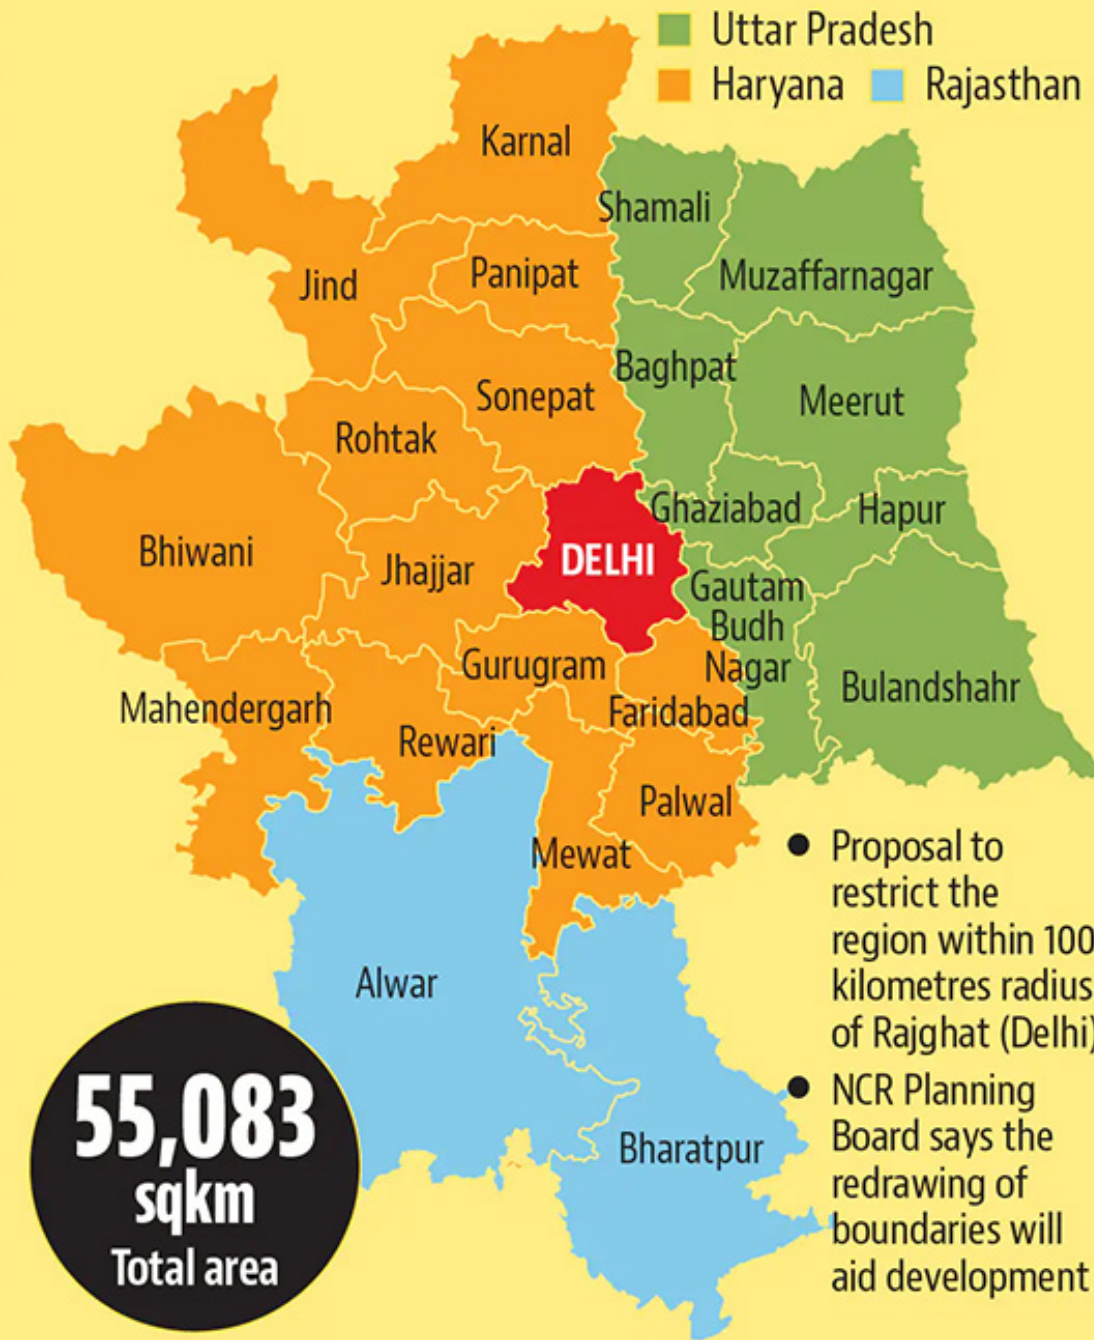 Uttar Pradesh
Haryana
Rajasthan
Karnal
Shamali
Muzaffarnagar
Jind
Panipat
Baghpat
Meerut
Sonepat
Rohtak
Ghaziabad
Hapur
Bhiwani
Jhajjar
DELHI
Gautam
Budh
Nagar
Gurugram
Bulandshahr
Mahendergarh
Faridabad
Rewari
Palwal
Mewat
Alwar
Bharatpur
● Proposal to
restrict the
region within 100
kilometres radius
of Rajghat (Delhi)
● NCR Planning
Board says the
redrawing of
boundaries will
aid development
55,083
sqkm
Total area